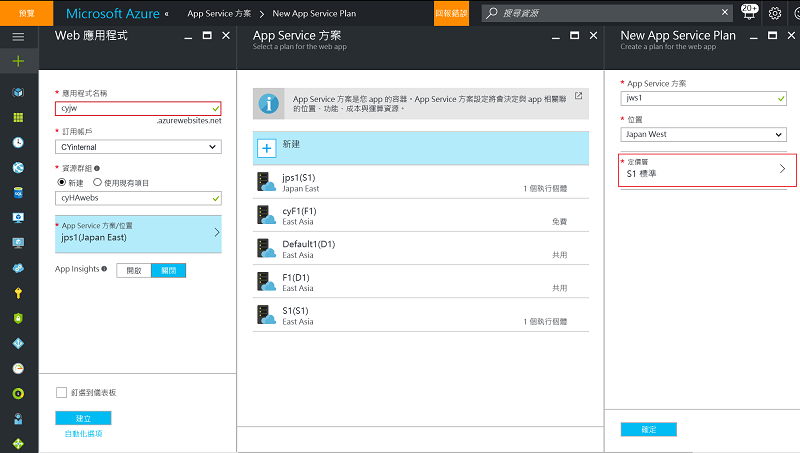 預覽
Microsoft Azure «
App Service 方案
New App Service Plan
回報錯誤
搜尋資源
20+
Web 應用程式
* 應用程式名稱
cyjw
.azurewebsites.net
* 訂用帳戶
CYinternal
* 資源群組
新建
使用現有項目
cyHAwebs
* App Service 方案/位置
jps1(Japan East)
App Insights
開啟
關閉
釘選到儀表板
建立
自動化選項
App Service 方案
Select a plan for the web app
App Service 方案是您 app 的容器。App Service 方案設定將會決定與 app 相關聯
的位置、功能、成本與運算資源。
新建
jps1(S1)
Japan East
1 個執行個體
cyF1(F1)
East Asia
免費
Default1(D1)
East Asia
共用
F1(D1)
East Asia
共用
S1(S1)
East Asia
1 個執行個體
New App Service Plan
Create a plan for the web app
* App Service 方案
jws1
* 位置
Japan West
* 定價層
S1 標準
確定